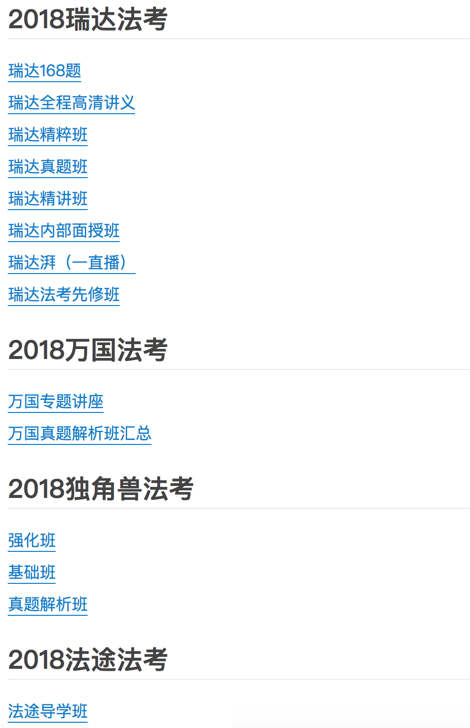 2018瑞达法考
瑞达168题
瑞达全程高清讲义
瑞达精粹班
瑞达真题班
瑞达精讲班
瑞达内部面授班
瑞达湃（一直播）
瑞达法考先修班
2018万国法考
万国专题讲座
万国真题解析班汇总
2018独角兽法考
强化班
基础班
真题解析班
2018法途法考
法途导学班